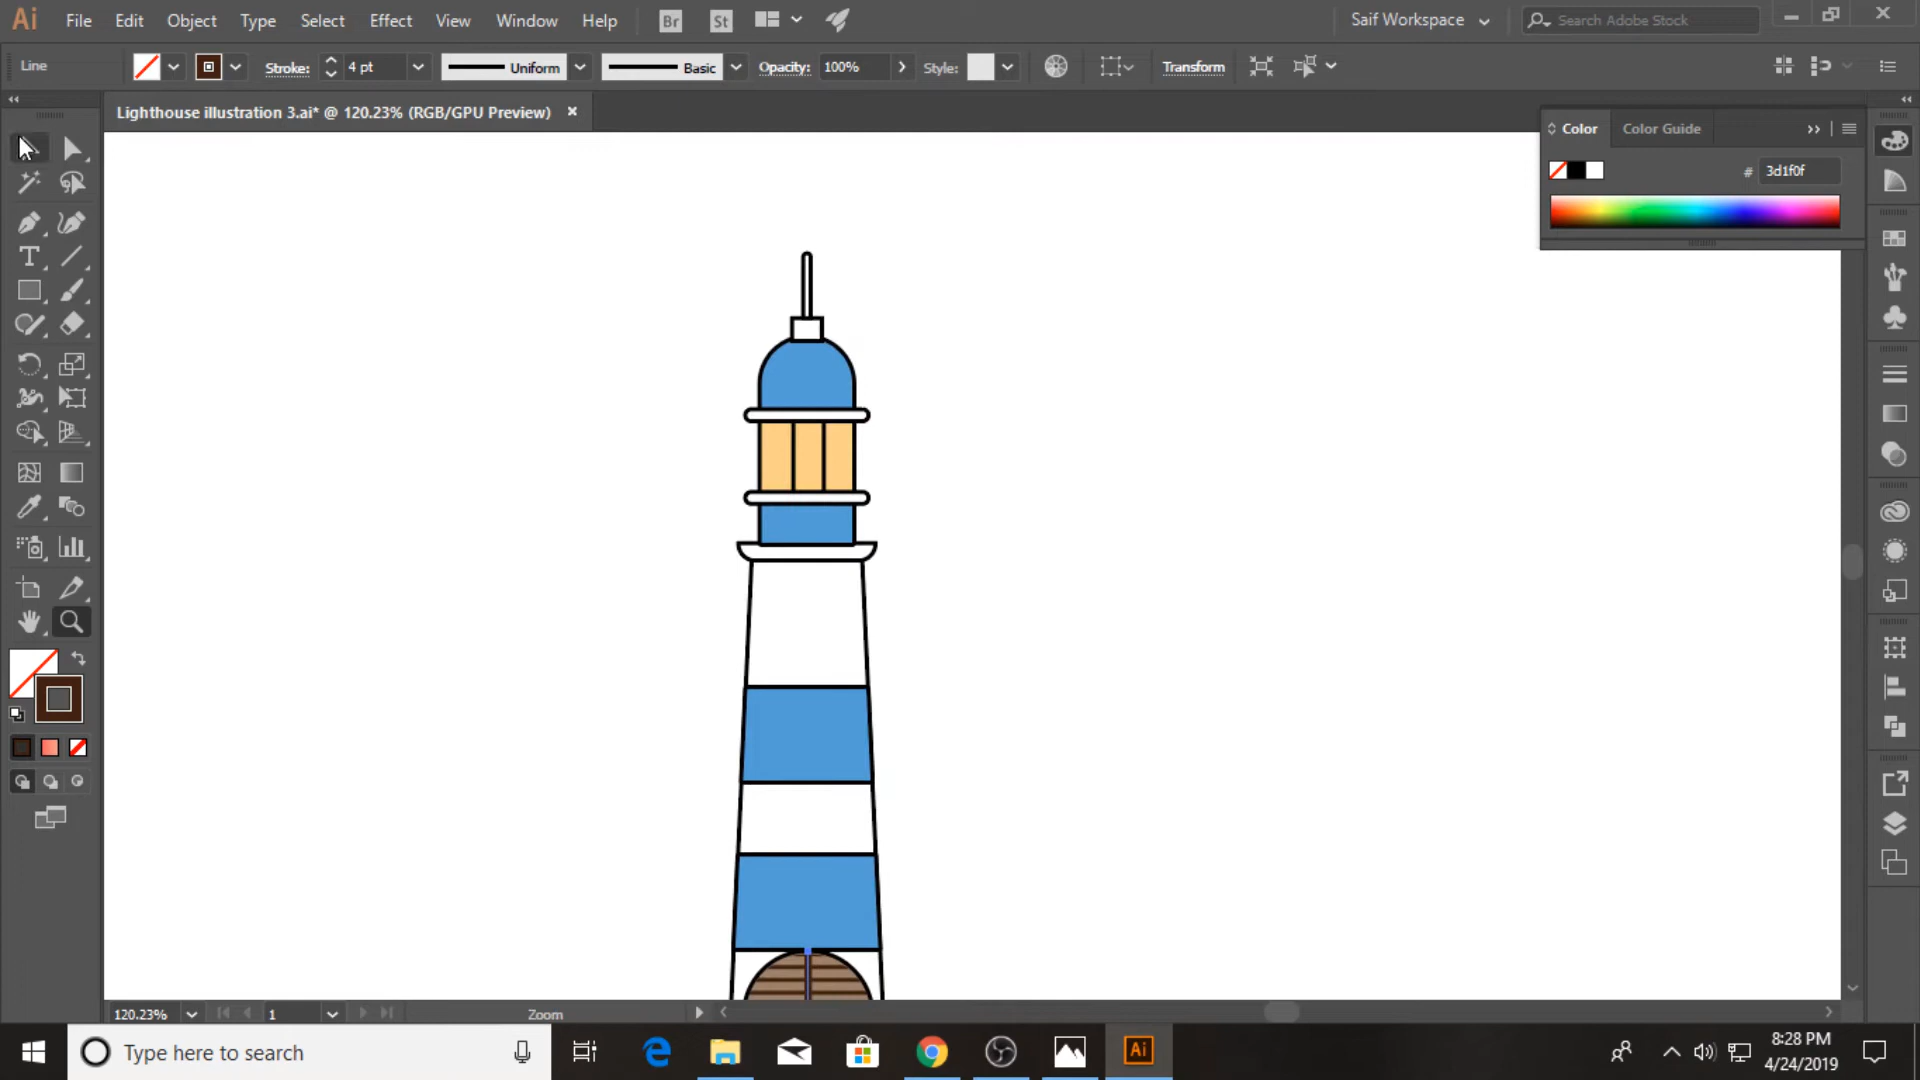 Ai File Edit Object Type Select Effect View Window Help Br St Saif Workspace Search Adobe Stock
Line Stroke: 4 pt Uniform Basic Opacity: 100% Style: Transform
Lighthouse illustration 3.ai* @ 120.23% (RGB/GPU Preview)
Color Color Guide
# 3d1f0f
T
120.23% 1 Zoom
Type here to search
Ai
8:28 PM
4/24/2019